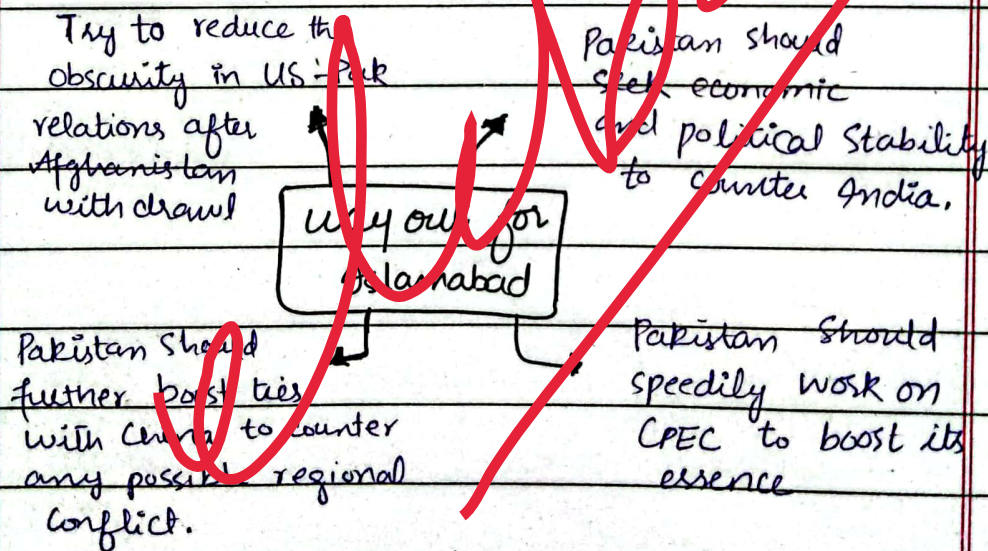 Try to reduce the
obscurity in US-Pak
relations after
Afghanistan
withdrawl
Pakistan should
seek economic
and political Stability
to counter India.
Way out for
Islamabad
Pakistan Should
further boost ties
with China to counter
any possible regional
Conflict.
Pakistan Should
speedily work on
CPEC to boost its
essence